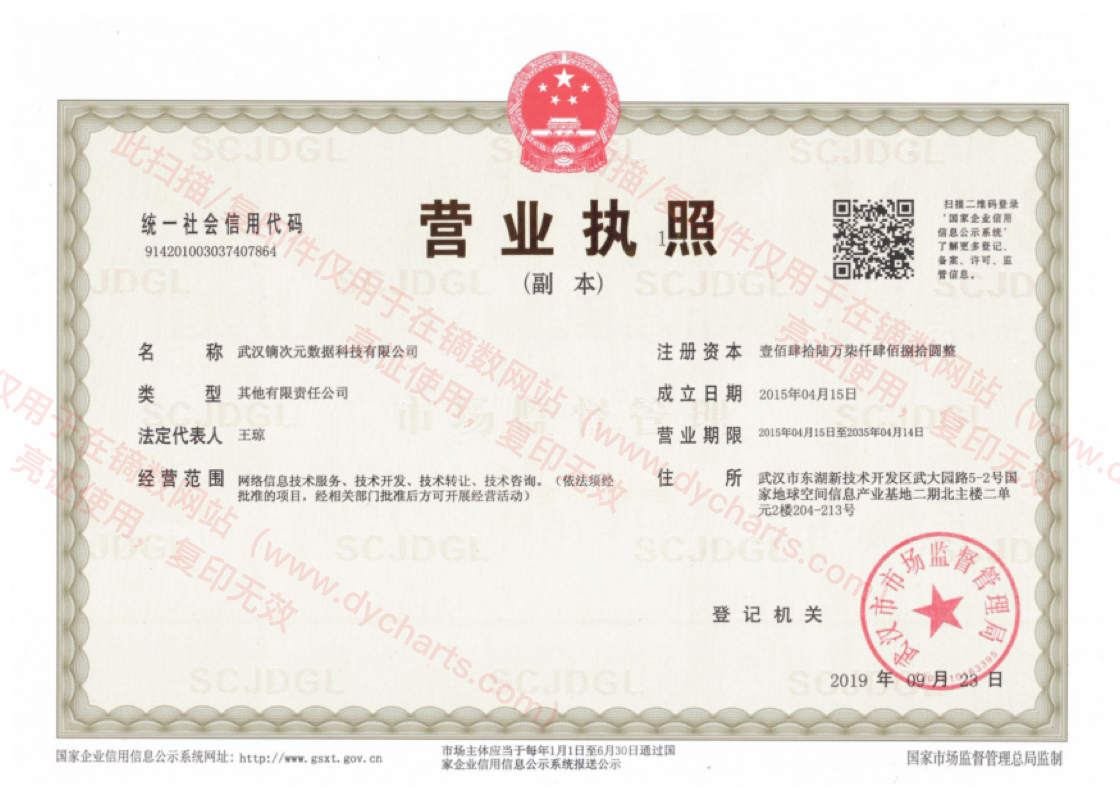 营业执照
1
(副 本)
统一社会信用代码
914201003037407864
扫描二维码登录
‘国家企业信用
信息公示系统’
了解更多登记、
备案、许可、监
管信息。
名 称 武汉镝次元数据科技有限公司
类 型 其他有限责任公司
法定代表人 王琼
经营范围 网络信息技术服务、技术开发、技术转让、技术咨询。（依法须经
批准的项目，经相关部门批准后方可开展经营活动）
注册资本 壹佰肆拾陆万柒仟肆佰捌拾圆整
成立日期 2015年04月15日
营业期限 2015年04月15日至2035年04月14日
住 所 武汉市东湖新技术开发区武大园路5-2号国
家地球空间信息产业基地二期北主楼二单
元2楼204-213号
登记机关
武汉市市场监督管理局
2019 年 09 月 23 日
国家企业信用信息公示系统网址: http://www.gsxt.gov.cn
市场主体应当于每年1月1日至6月30日通过国
家企业信用信息公示系统报送公示
国家市场监督管理总局监制
此扫描/复印件仅用于在镝数网站（www.dycharts.com）
亮证使用，复印无效
SCJDGL
市场监督管理